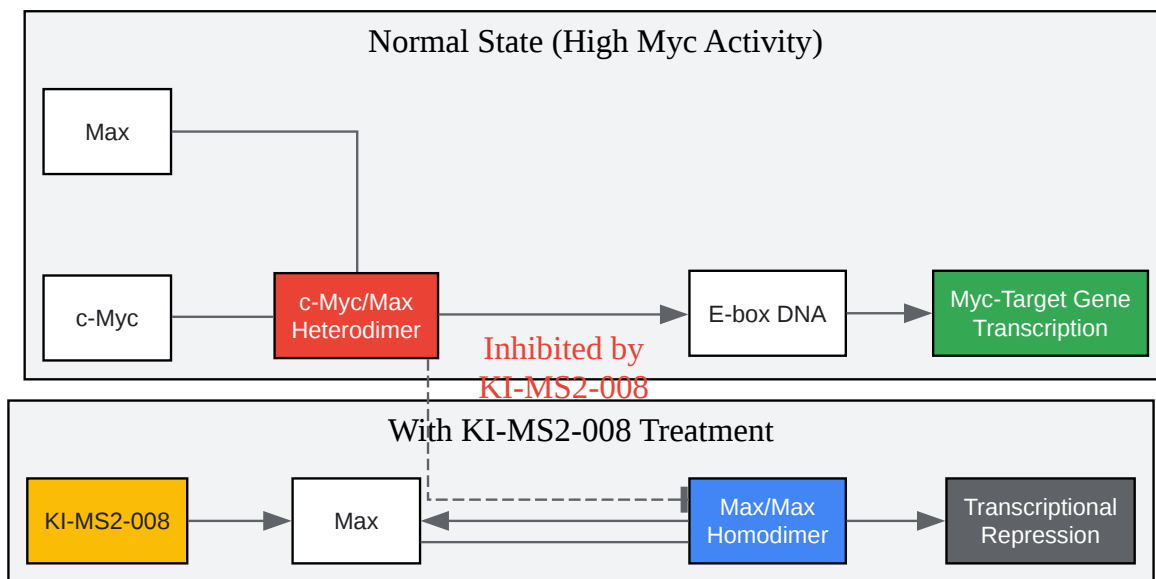 Normal State (High Myc Activity)
Max
c-Myc
c-Myc/Max
Heterodimer
E-box DNA
Myc-Target Gene
Transcription
Inhibited by
KI-MS2-008
With KI-MS2-008 Treatment
KI-MS2-008
Max
Max/Max
Homodimer
Transcriptional
Repression